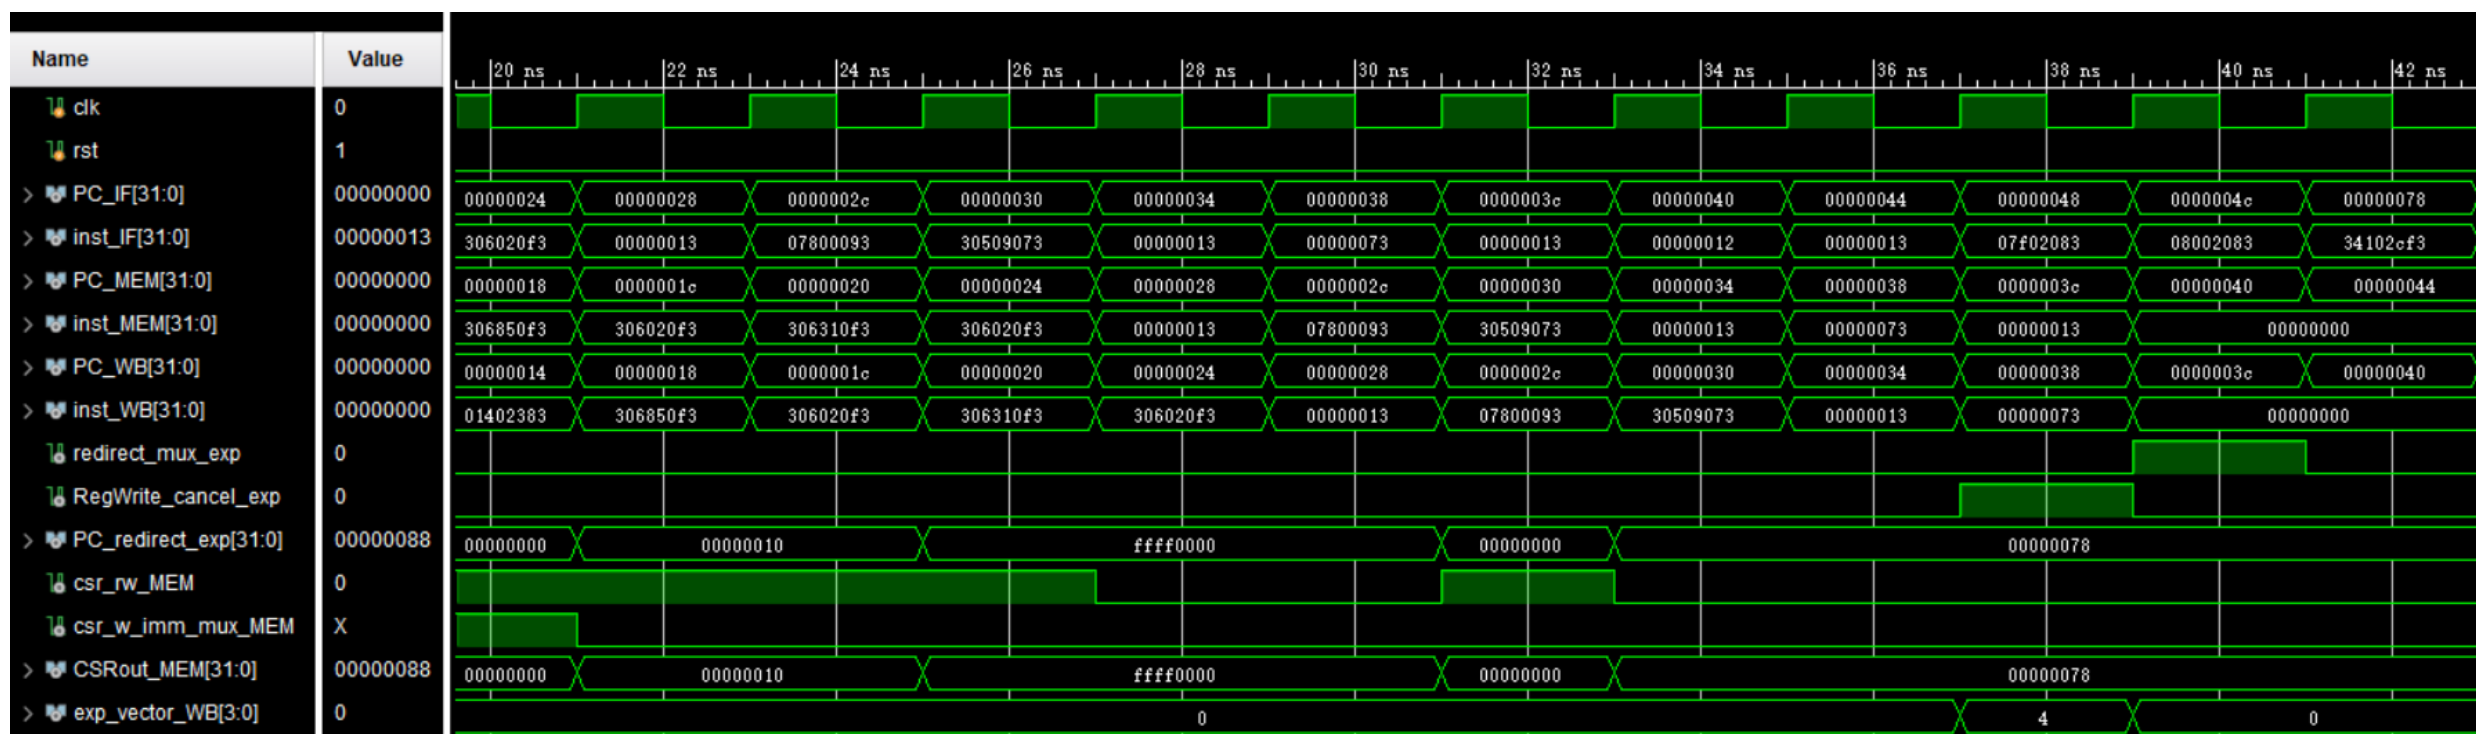 Name Value 20 ns 22 ns 24 ns 26 ns 28 ns 30 ns 32 ns 34 ns 36 ns 38 ns 40 ns 42 ns
clk 0
rst 1
PC_IF[31:0] 00000000 00000024 00000028 0000002c 00000030 00000034 00000038 0000003c 00000040 00000044 00000048 0000004c 00000078
inst_IF[31:0] 00000013 306020f3 00000013 07800093 30509073 00000013 00000073 00000013 00000012 00000013 07f02083 08002083 34102cf3
PC_MEM[31:0] 00000000 00000018 0000001c 00000020 00000024 00000028 0000002c 00000030 00000034 00000038 0000003c 00000040 00000044
inst_MEM[31:0] 00000000 306850f3 306020f3 306310f3 306020f3 00000013 07800093 30509073 00000013 00000073 00000013 00000000
PC_WB[31:0] 00000000 00000014 00000018 0000001c 00000020 00000024 00000028 0000002c 00000030 00000034 00000038 0000003c 00000040
inst_WB[31:0] 00000000 01402383 306850f3 306020f3 306310f3 306020f3 00000013 07800093 30509073 00000013 00000073 00000000
redirect_mux_exp 0
RegWrite_cancel_exp 0
PC_redirect_exp[31:0] 00000088 00000000 00000010 ffff0000 00000000 00000078
csr_rw_MEM 0
csr_w_imm_mux_MEM X
CSRout_MEM[31:0] 00000088 00000000 00000010 ffff0000 00000000 00000078
exp_vector_WB[3:0] 0 0 4 0